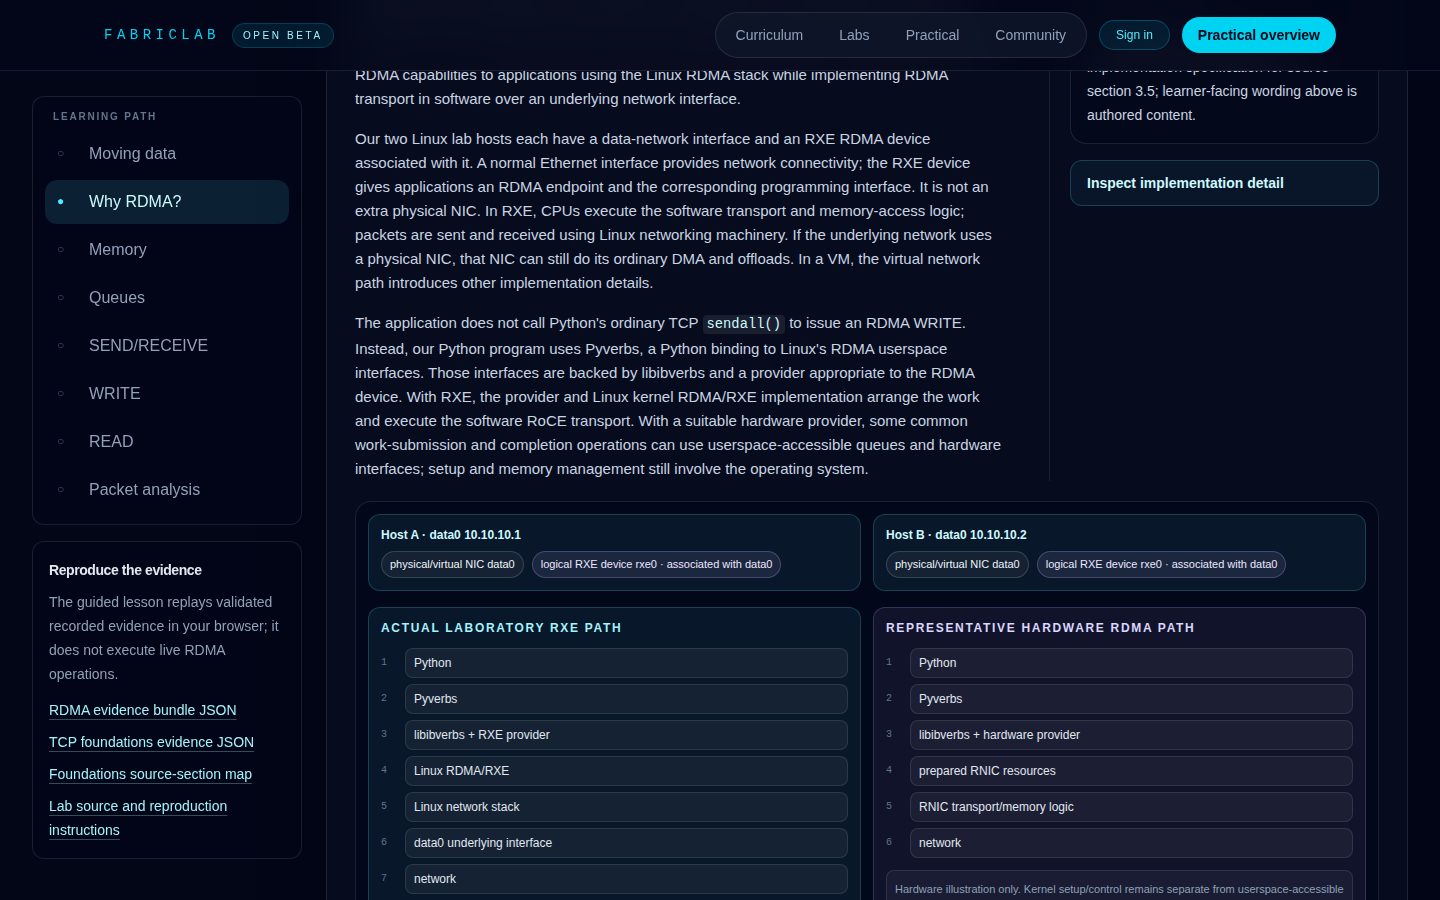 FABRICLAB
OPEN BETA
Curriculum
Labs
Practical
Community
Sign in
Practical overview
LEARNING PATH
Moving data
Why RDMA?
Memory
Queues
SEND/RECEIVE
WRITE
READ
Packet analysis
Reproduce the evidence
The guided lesson replays validated
recorded evidence in your browser; it
does not execute live RDMA
operations.
RDMA evidence bundle JSON
TCP foundations evidence JSON
Foundations source-section map
Lab source and reproduction
instructions
RDMA capabilities to applications using the Linux RDMA stack while implementing RDMA
transport in software over an underlying network interface.
Our two Linux lab hosts each have a data-network interface and an RXE RDMA device
associated with it. A normal Ethernet interface provides network connectivity; the RXE device
gives applications an RDMA endpoint and the corresponding programming interface. It is not an
extra physical NIC. In RXE, CPUs execute the software transport and memory-access logic;
packets are sent and received using Linux networking machinery. If the underlying network uses
a physical NIC, that NIC can still do its ordinary DMA and offloads. In a VM, the virtual network
path introduces other implementation details.
The application does not call Python's ordinary TCP sendall() to issue an RDMA WRITE.
Instead, our Python program uses Pyverbs, a Python binding to Linux's RDMA userspace
interfaces. Those interfaces are backed by libibverbs and a provider appropriate to the RDMA
device. With RXE, the provider and Linux kernel RDMA/RXE implementation arrange the work
and execute the software RoCE transport. With a suitable hardware provider, some common
work-submission and completion operations can use userspace-accessible queues and hardware
interfaces; setup and memory management still involve the operating system.
implementation specification for source
section 3.5; learner-facing wording above is
authored content.
Inspect implementation detail
Host A · data0 10.10.10.1
physical/virtual NIC data0
logical RXE device rxe0 · associated with data0
Host B · data0 10.10.10.2
physical/virtual NIC data0
logical RXE device rxe0 · associated with data0
ACTUAL LABORATORY RXE PATH
1 Python
2 Pyverbs
3 libibverbs + RXE provider
4 Linux RDMA/RXE
5 Linux network stack
6 data0 underlying interface
7 network
REPRESENTATIVE HARDWARE RDMA PATH
1 Python
2 Pyverbs
3 libibverbs + hardware provider
4 prepared RNIC resources
5 RNIC transport/memory logic
6 network
Hardware illustration only. Kernel setup/control remains separate from userspace-accessible